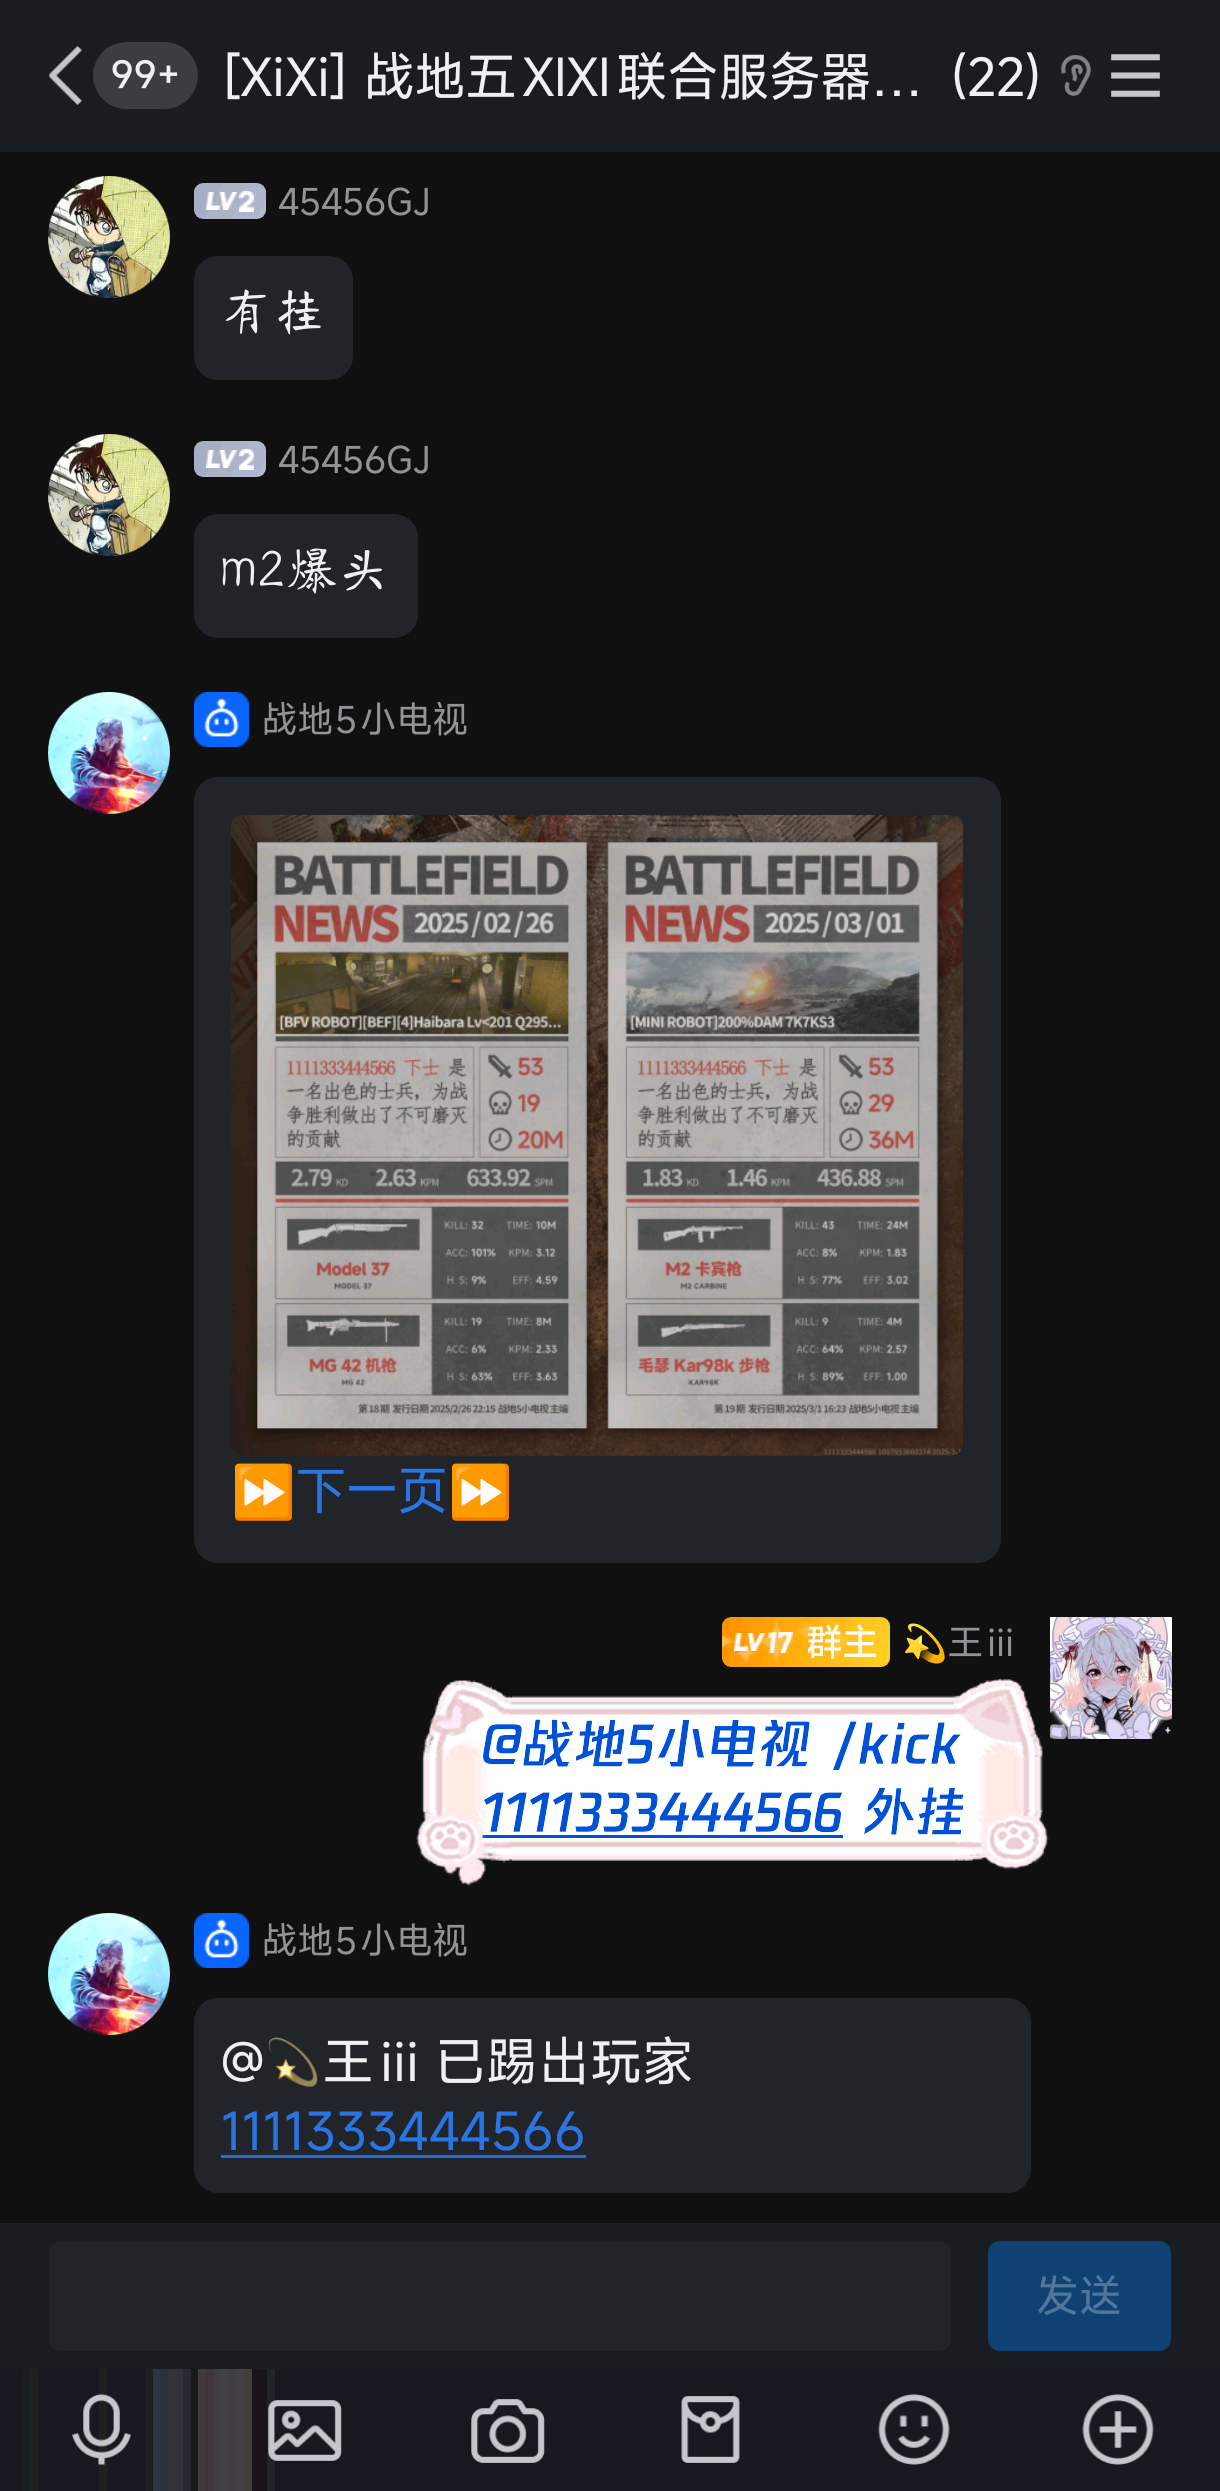 99+ [XiXi] 战地五XIXI联合服务器... (22)
LV2 45456GJ
有挂
LV2 45456GJ
m2爆头
战地5小电视
BATTLEFIELD
NEWS 2025/02/26
[BFV ROBOT][BEF][4]Haibara Lv<201 Q295...
1111333444566 下士 是
一名出色的士兵，为战
争胜利做出了不可磨灭
的贡献
53
19
20M
2.79 KD 2.63 KPM 633.92 SPM
Model 37
MODEL 37
KILL: 32 TIME: 10M
ACC: 101% KPM: 3.12
H S: 9% EFF: 4.59
MG 42 机枪
MG 42
KILL: 19 TIME: 8M
ACC: 6% KPM: 2.33
H S: 63% EFF: 3.63
第18期 发行日期2025/2/26 22:15 战地5小电视主编
BATTLEFIELD
NEWS 2025/03/01
[MINI ROBOT]200%DAM 7K7KS3
1111333444566 下士 是
一名出色的士兵，为战
争胜利做出了不可磨灭
的贡献
53
29
36M
1.83 KD 1.46 KPM 436.88 SPM
M2 卡宾枪
M2 CARBINE
KILL: 43 TIME: 24M
ACC: 8% KPM: 1.83
H S: 77% EFF: 3.02
毛瑟 Kar98k 步枪
KAR98K
KILL: 9 TIME: 4M
ACC: 64% KPM: 2.57
H S: 89% EFF: 1.00
第19期 发行日期2025/3/1 16:23 战地5小电视主编
⏩下一页⏩
LV17 群主 💫王iii
@战地5小电视 /kick
1111333444566 外挂
战地5小电视
@💫王iii 已踢出玩家
1111333444566
发送